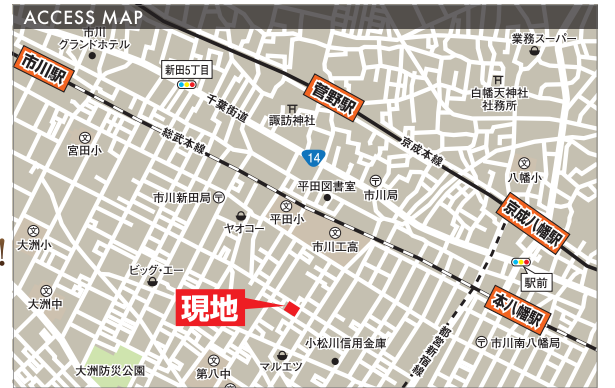 ACCESS MAP
市川
グランドホテル
業務スーパー
市川駅
新田5丁目
菅野駅
白幡天神社
社務所
千葉街道
諏訪神社
総武本線
京成本線
14
宮田小
文
平田図書室
市川局
八幡小
文
市川新田局
平田小
文
京成八幡駅
ヤオコー
市川工高
文
大洲小
文
ビッグ・エー
駅前
!
大洲中
文
現地
本八幡駅
都営新宿線
小松川信用金庫
市川南八幡局
大洲防災公園
第八中
文
マルエツ